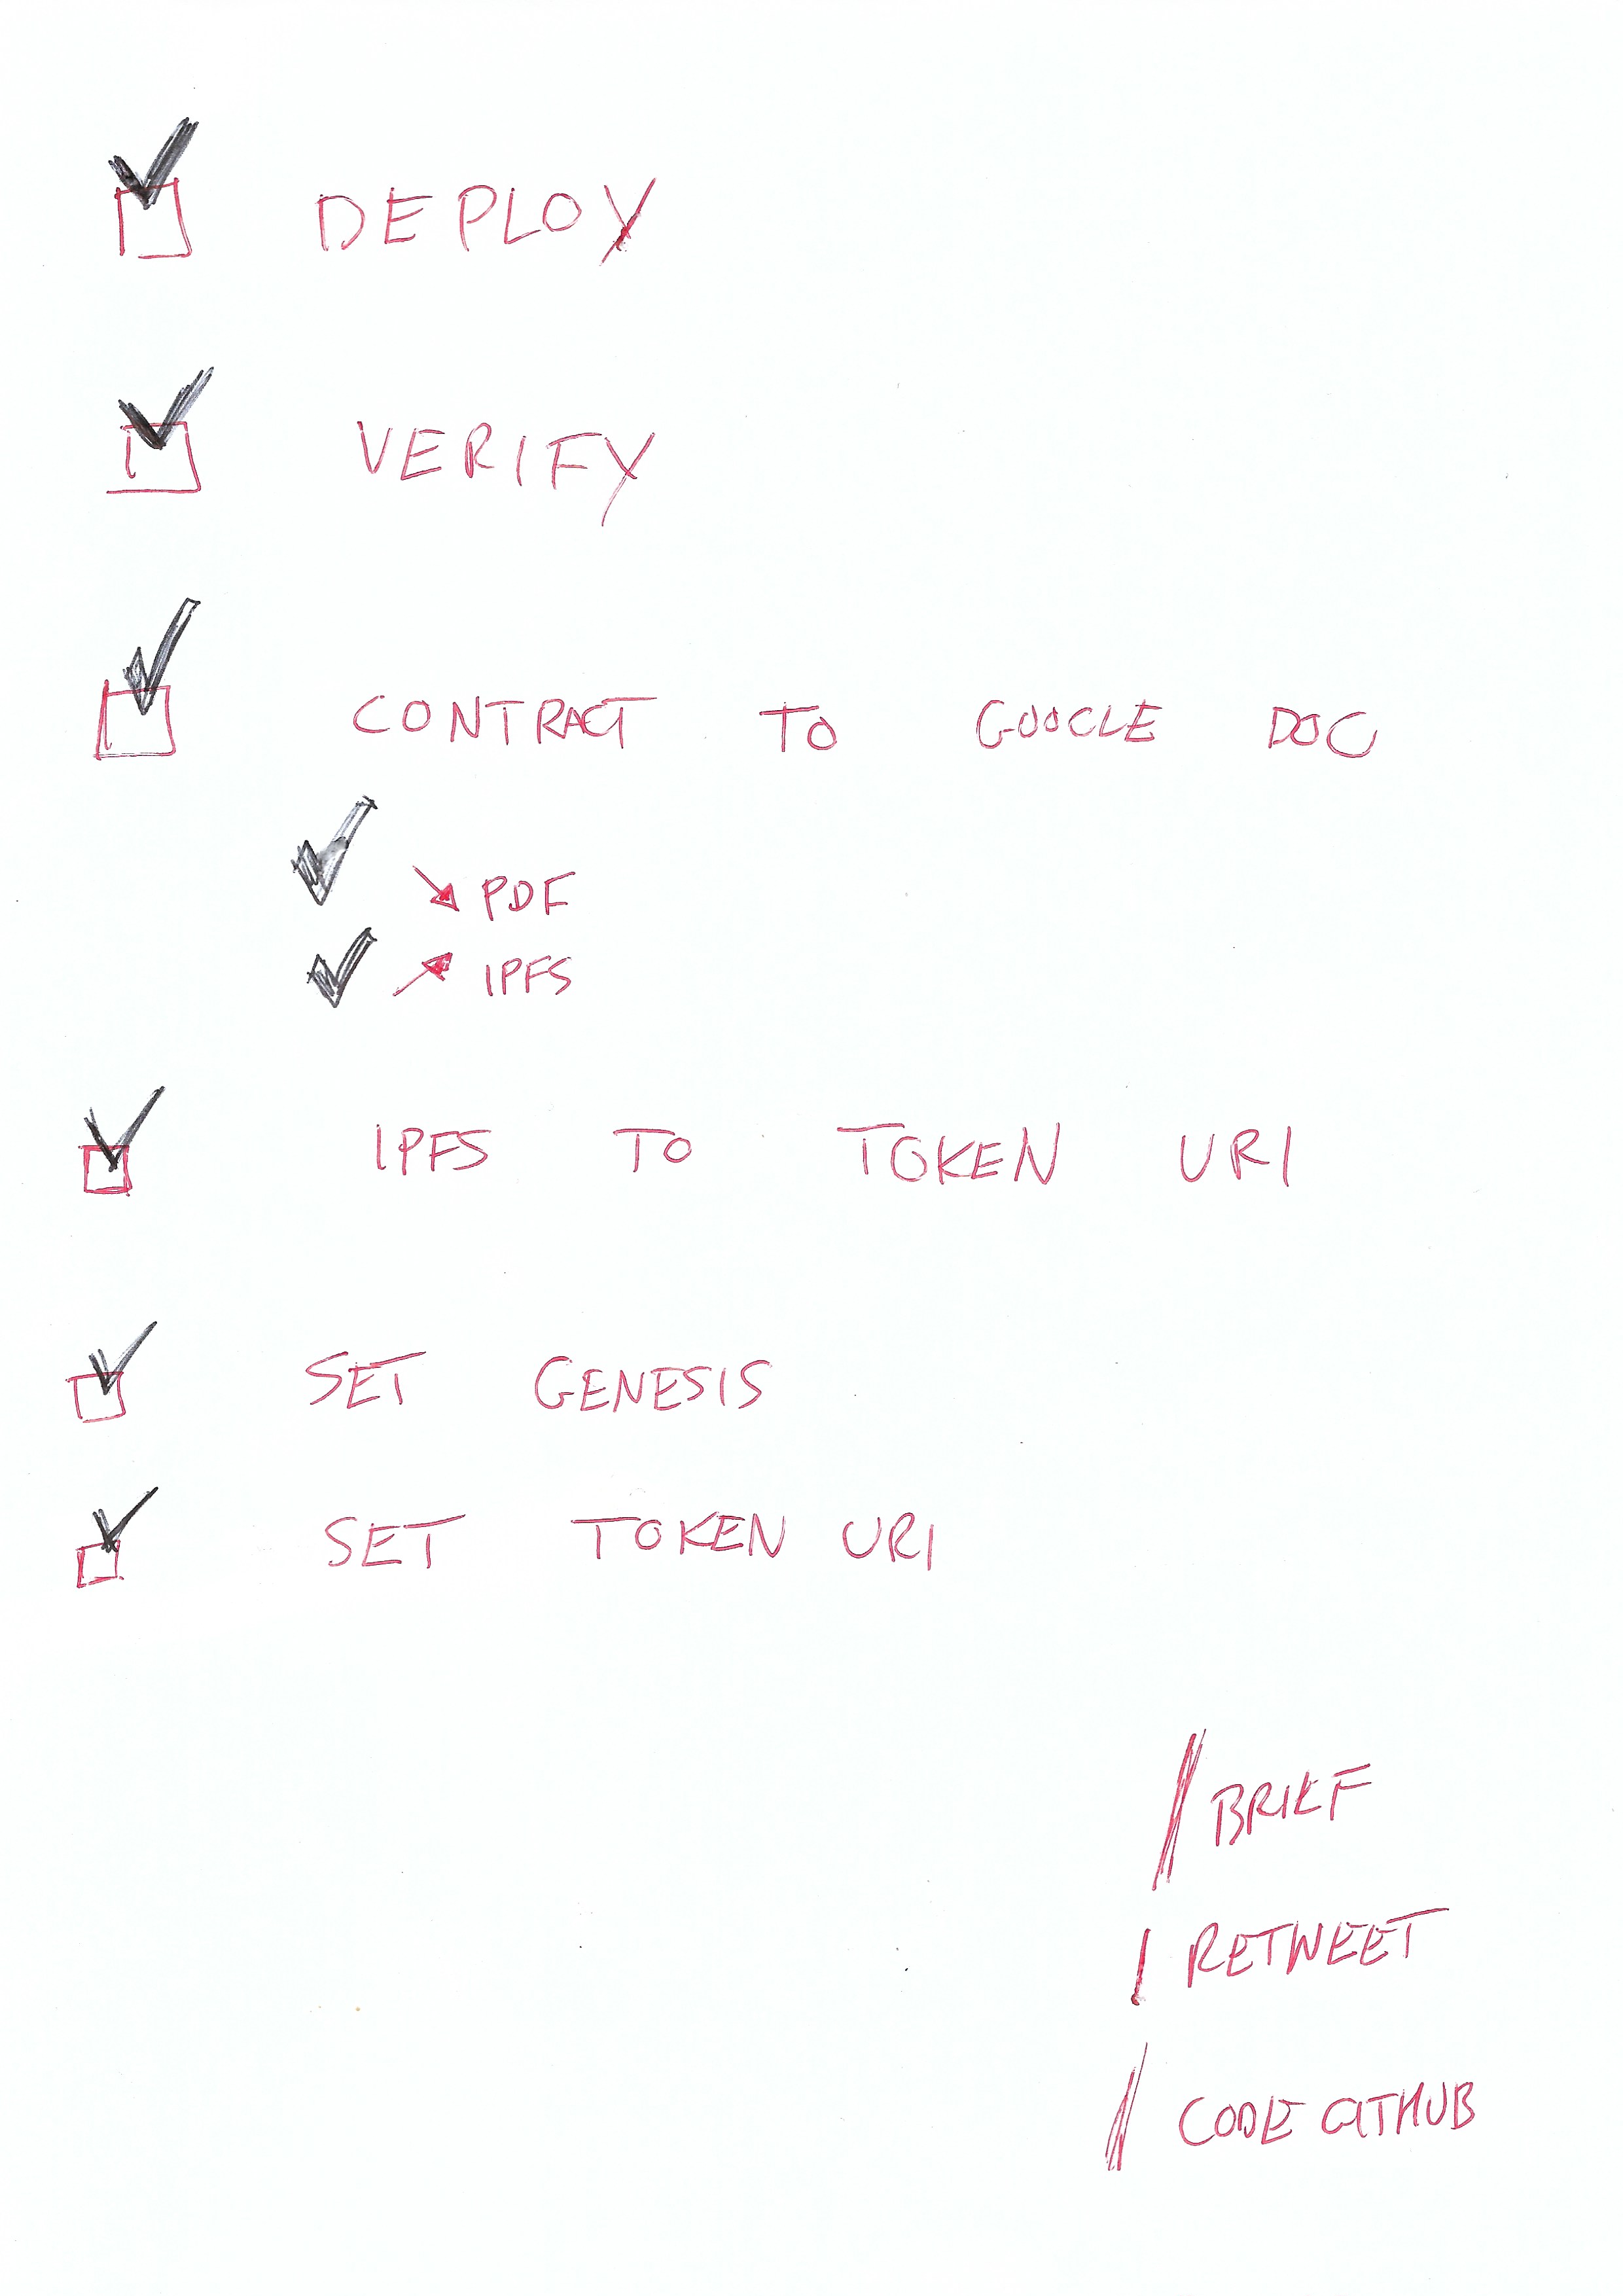 DEPLOY
VERIFY
CONTRACT TO GOOGLE DOC
PDF
IPFS
IPFS TO TOKEN URI
SET GENESIS
SET TOKEN URI
BRIEF
RETWEET
CODE GITHUB